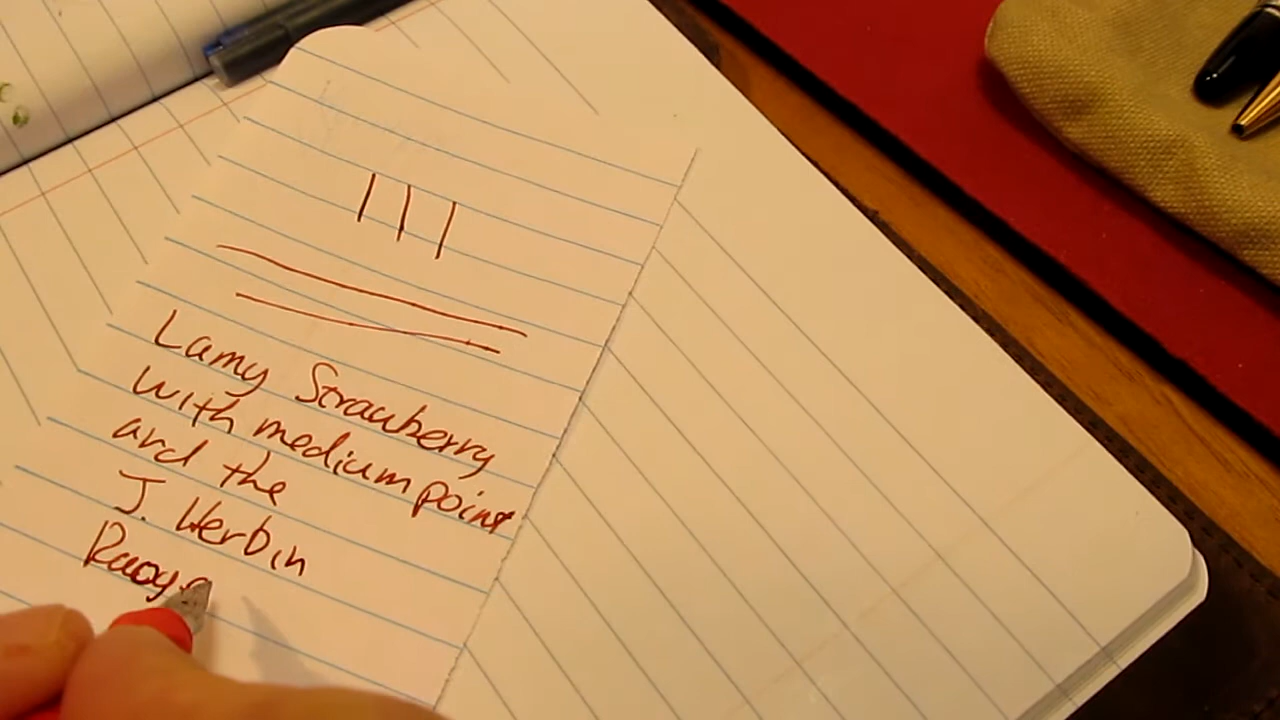 Lamy Strawberry
with medium point
and the
J. Herbin